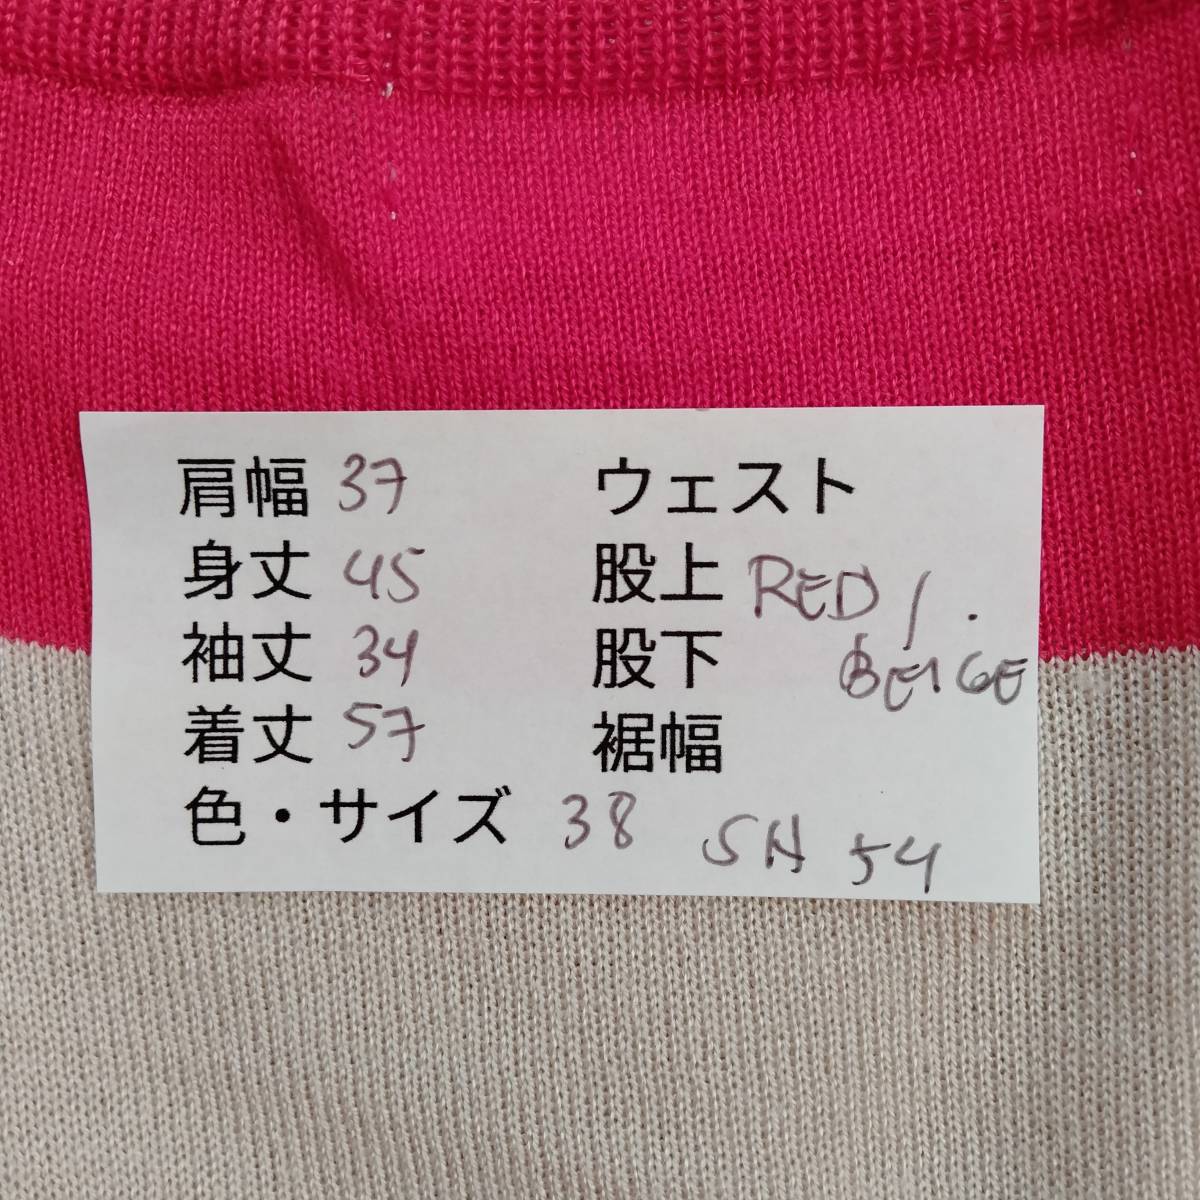 肩幅 37 ウェスト
身丈 45 股上 RED / .
袖丈 34 股下 BEIGE
着丈 57 裾幅
色・サイズ 38 SH 54